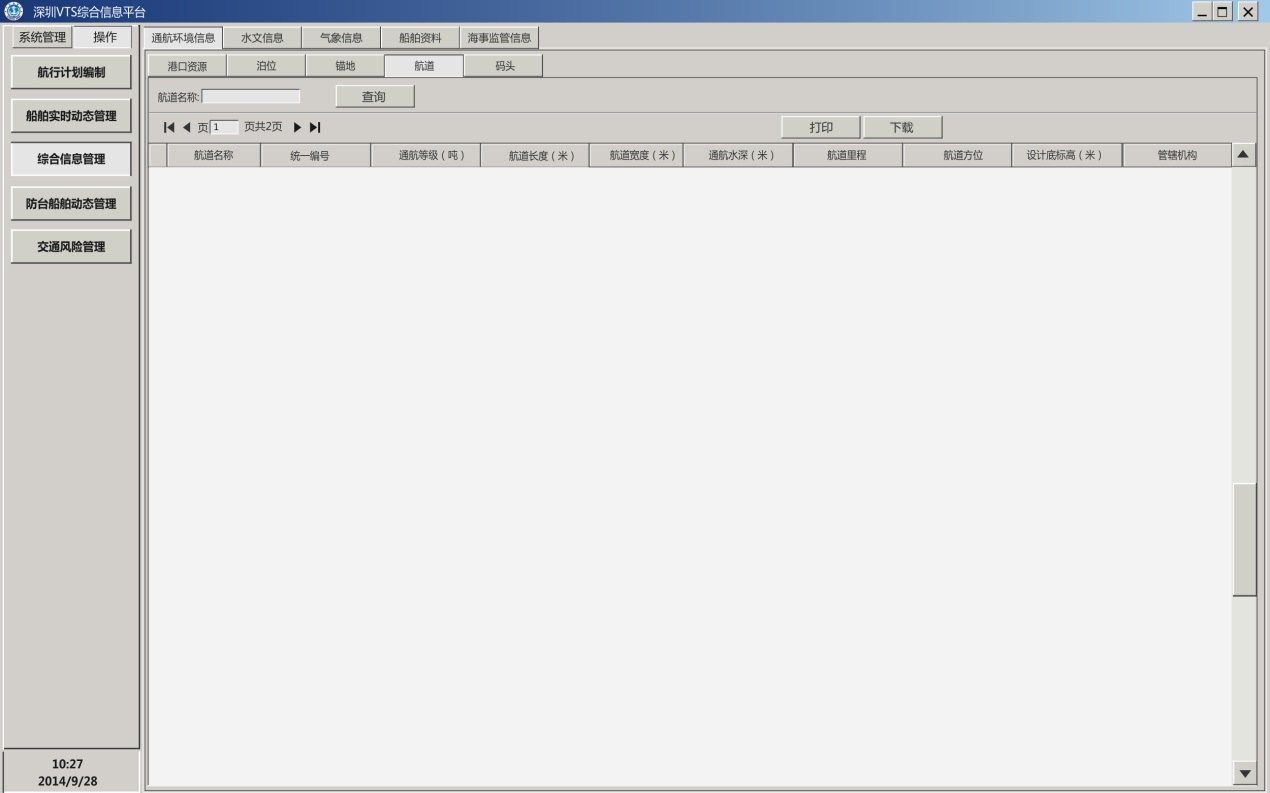 深圳VTS综合信息平台
系统管理 操作
航行计划编制
船舶实时动态管理
综合信息管理
防台船舶动态管理
交通风险管理
10:27
2014/9/28
通航环境信息 水文信息 气象信息 船舶资料 海事监管信息
港口资源 泊位 锚地 航道 码头
航道名称: 查询
页 1 页共2页 打印 下载
航道名称 统一编号 通航等级（吨） 航道长度（米） 航道宽度（米） 通航水深（米） 航道里程 航道方位 设计底标高（米） 管辖机构